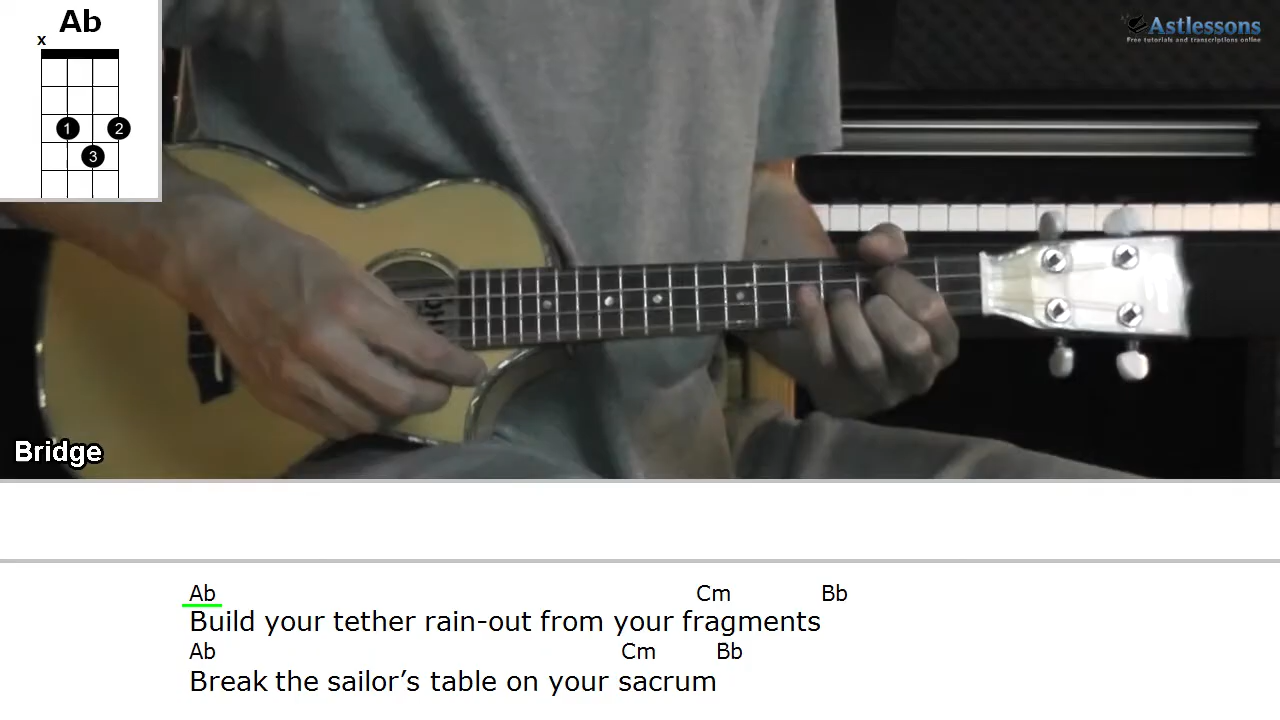 Ab
x
1
2
3
Astlessons
Free tutorials and transcriptions online
Bridge
Ab Cm Bb
Build your tether rain-out from your fragments
Ab Cm Bb
Break the sailor’s table on your sacrum